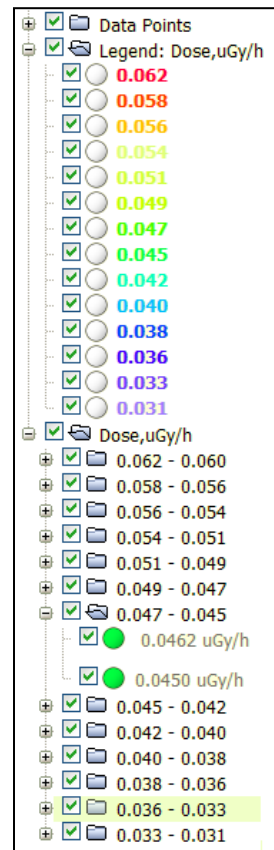 Data Points
Legend: Dose,uGy/h
0.062
0.058
0.056
0.054
0.051
0.049
0.047
0.045
0.042
0.040
0.038
0.036
0.033
0.031
Dose,uGy/h
0.062 - 0.060
0.058 - 0.056
0.056 - 0.054
0.054 - 0.051
0.051 - 0.049
0.049 - 0.047
0.047 - 0.045
0.0462 uGy/h
0.0450 uGy/h
0.045 - 0.042
0.042 - 0.040
0.040 - 0.038
0.038 - 0.036
0.036 - 0.033
0.033 - 0.031